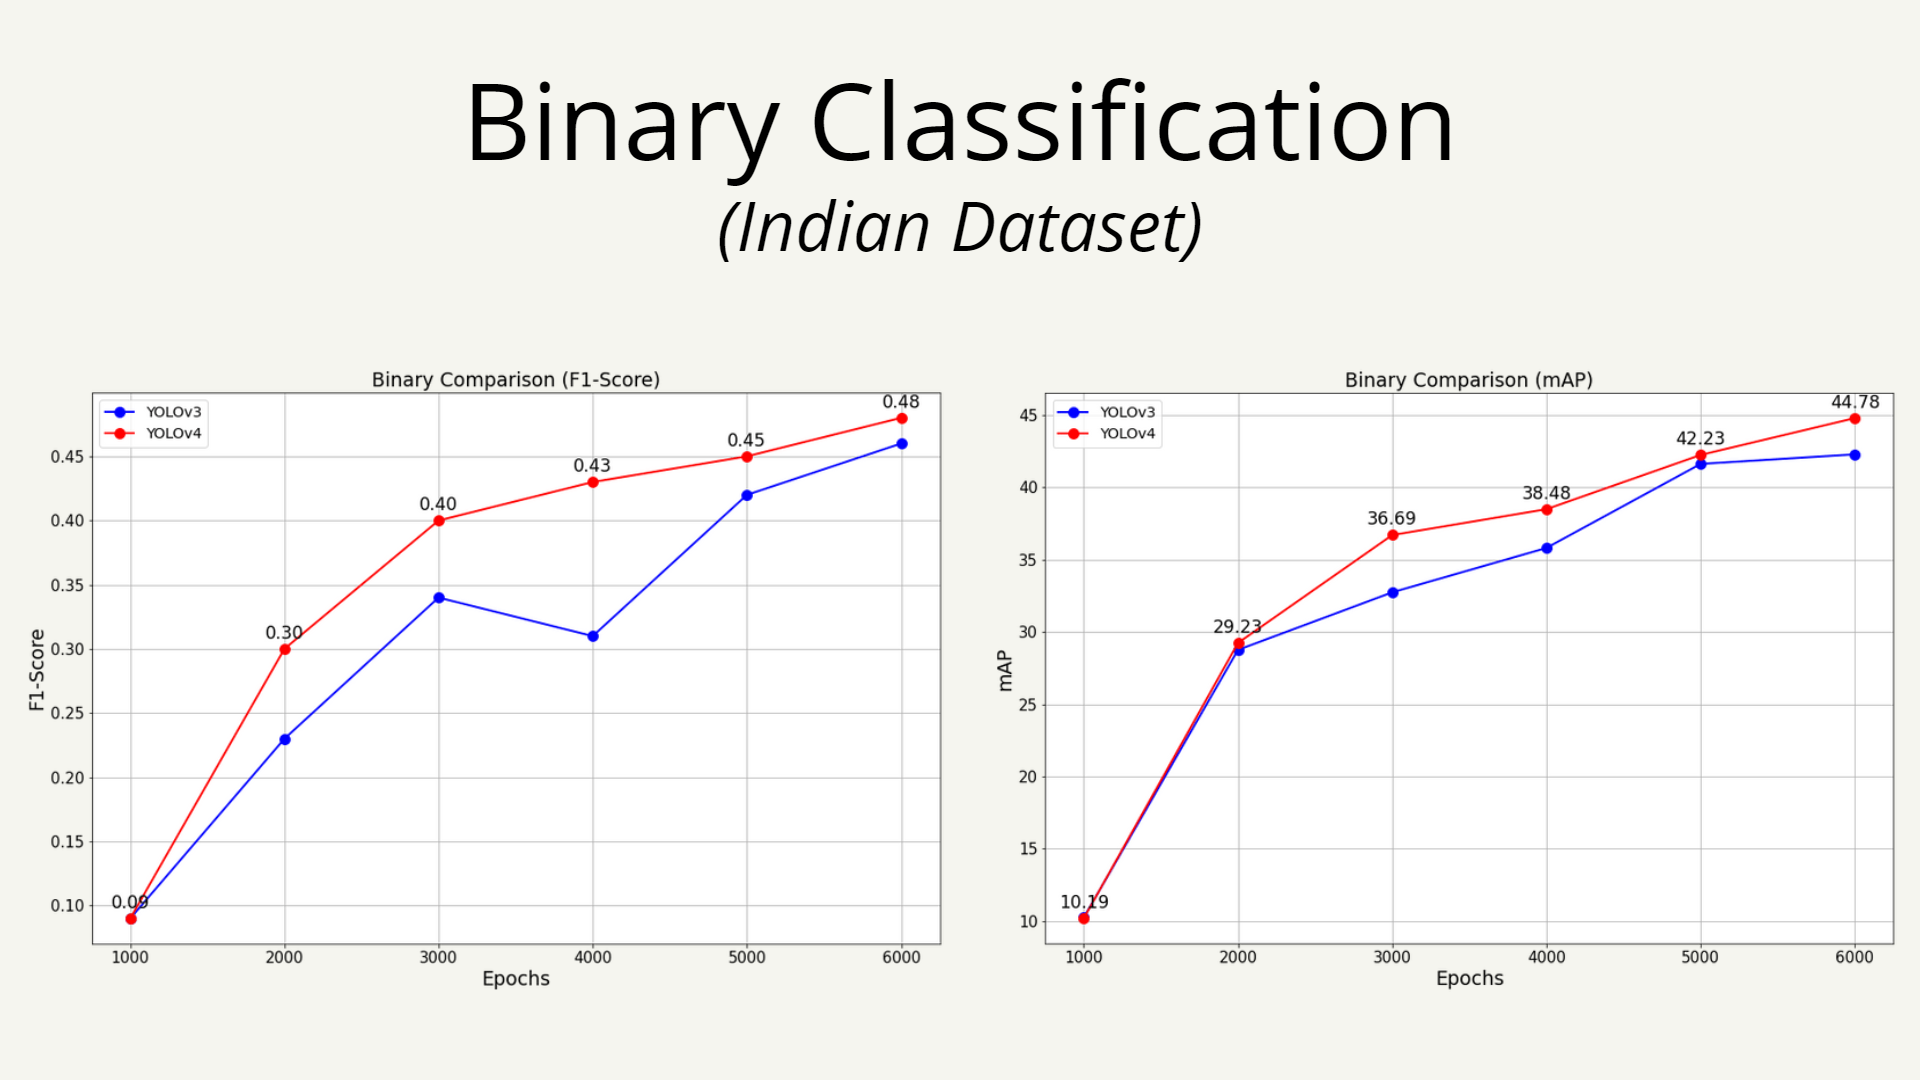 Binary Classification
(Indian Dataset)
Binary Comparison (F1-Score)
YOLOv3
YOLOv4
0.09
0.30
0.40
0.43
0.45
0.48
0.45
0.40
0.35
0.30
0.25
0.20
0.15
0.10
F1-Score
1000 2000 3000 4000 5000 6000
Epochs
Binary Comparison (mAP)
YOLOv3
YOLOv4
10.19
29.23
36.69
38.48
42.23
44.78
45
40
35
30
25
20
15
10
mAP
1000 2000 3000 4000 5000 6000
Epochs